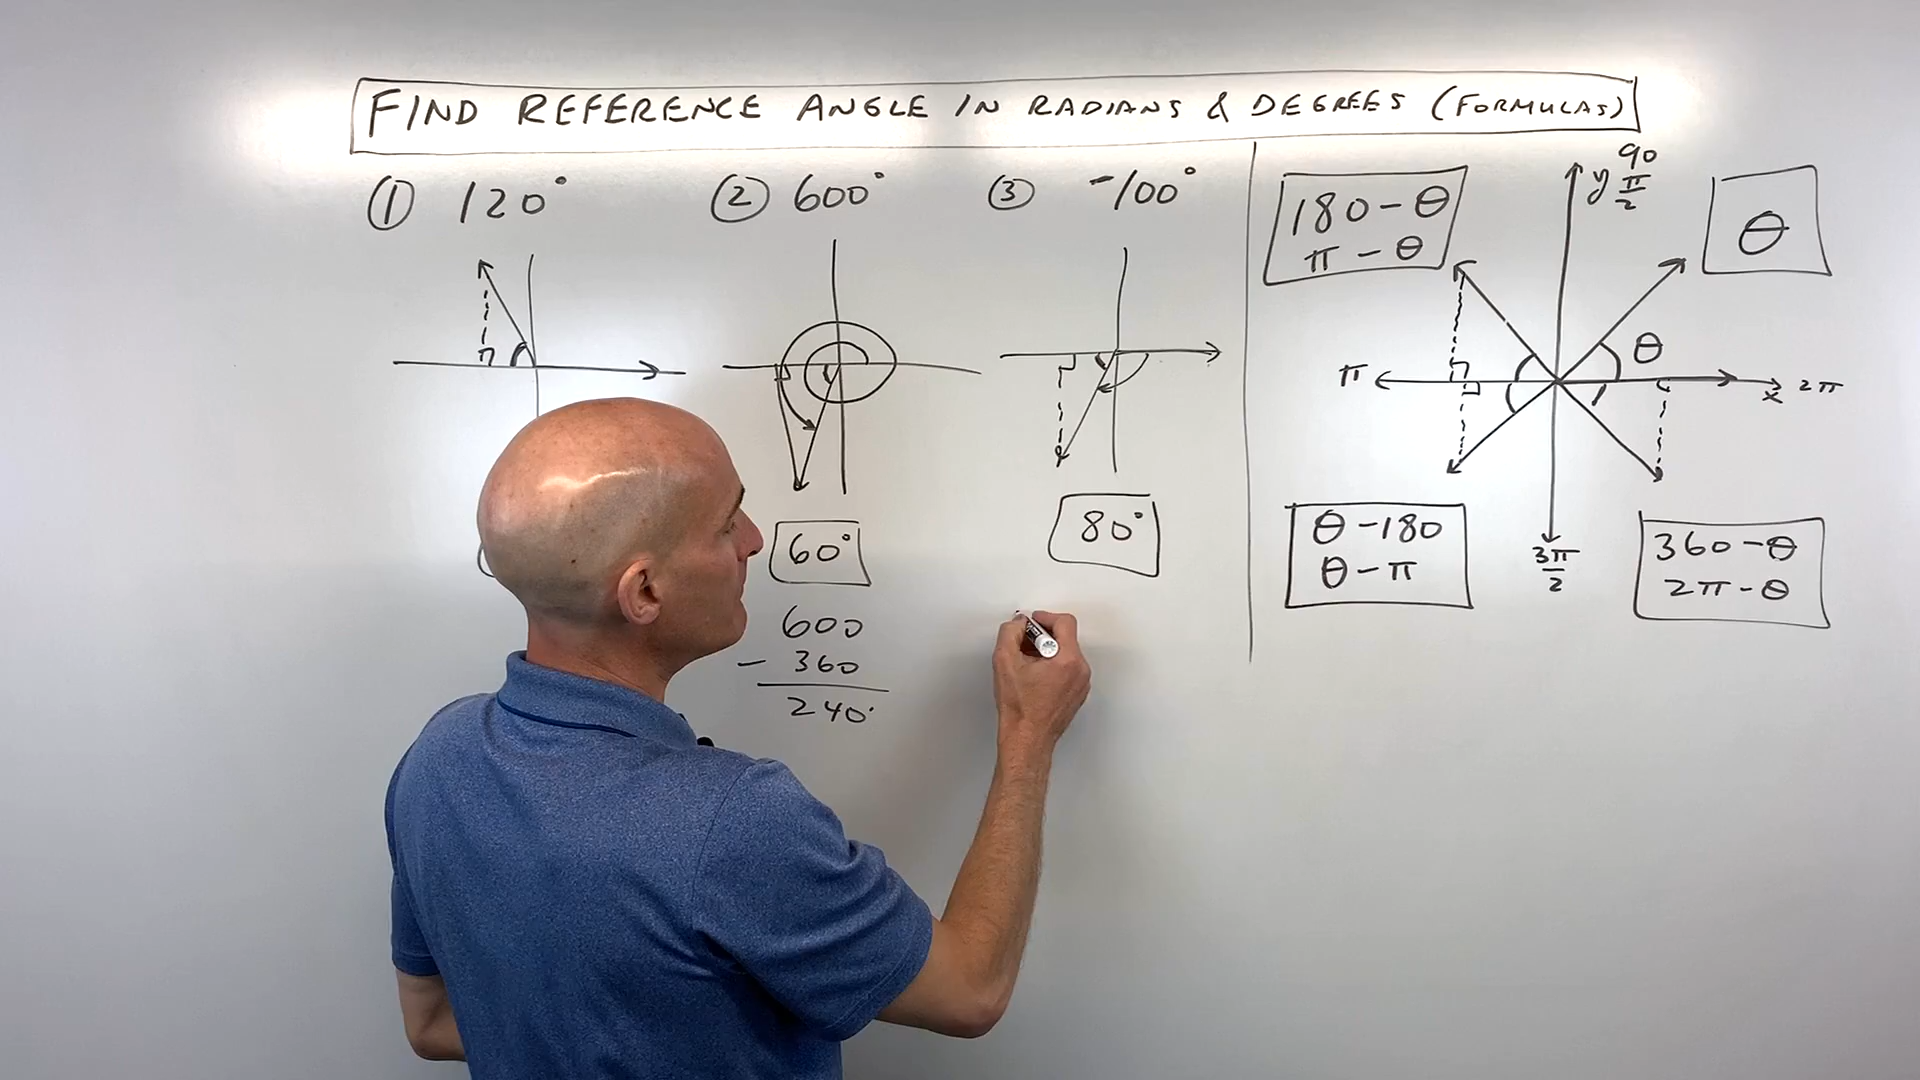 FIND REFERENCE ANGLE IN RADIANS & DEGREES (FORMULAS)
① 120°
② 600°
60°
600
- 360
240°
③ -100°
80°
180-θ
π-θ
y 90
π/2
θ
θ
π
x 2π
θ-180
θ-π
3π/2
360-θ
2π-θ